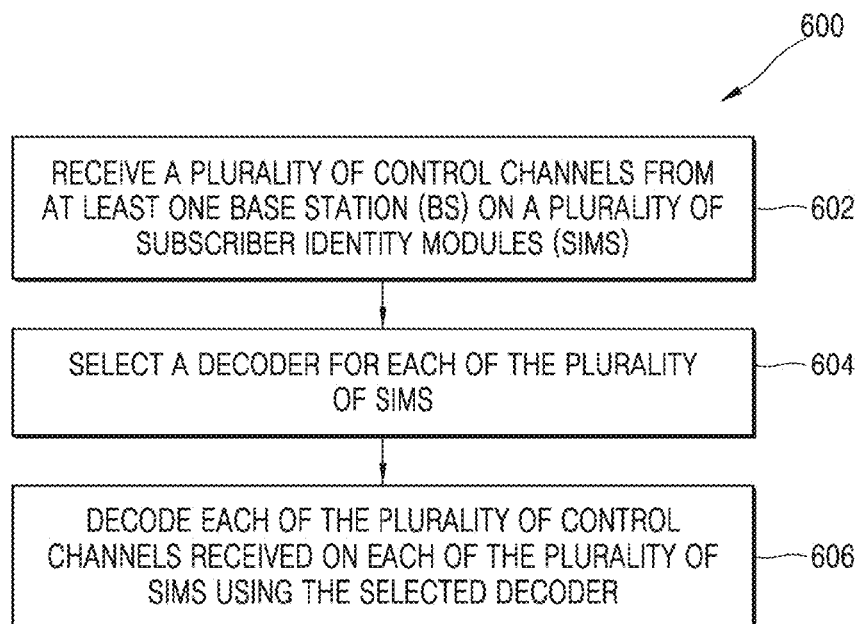 600
RECEIVE A PLURALITY OF CONTROL CHANNELS FROM
AT LEAST ONE BASE STATION (BS) ON A PLURALITY OF
SUBSCRIBER IDENTITY MODULES (SIMS)
602
SELECT A DECODER FOR EACH OF THE PLURALITY
OF SIMS
604
DECODE EACH OF THE PLURALITY OF CONTROL
CHANNELS RECEIVED ON EACH OF THE PLURALITY OF
SIMS USING THE SELECTED DECODER
606